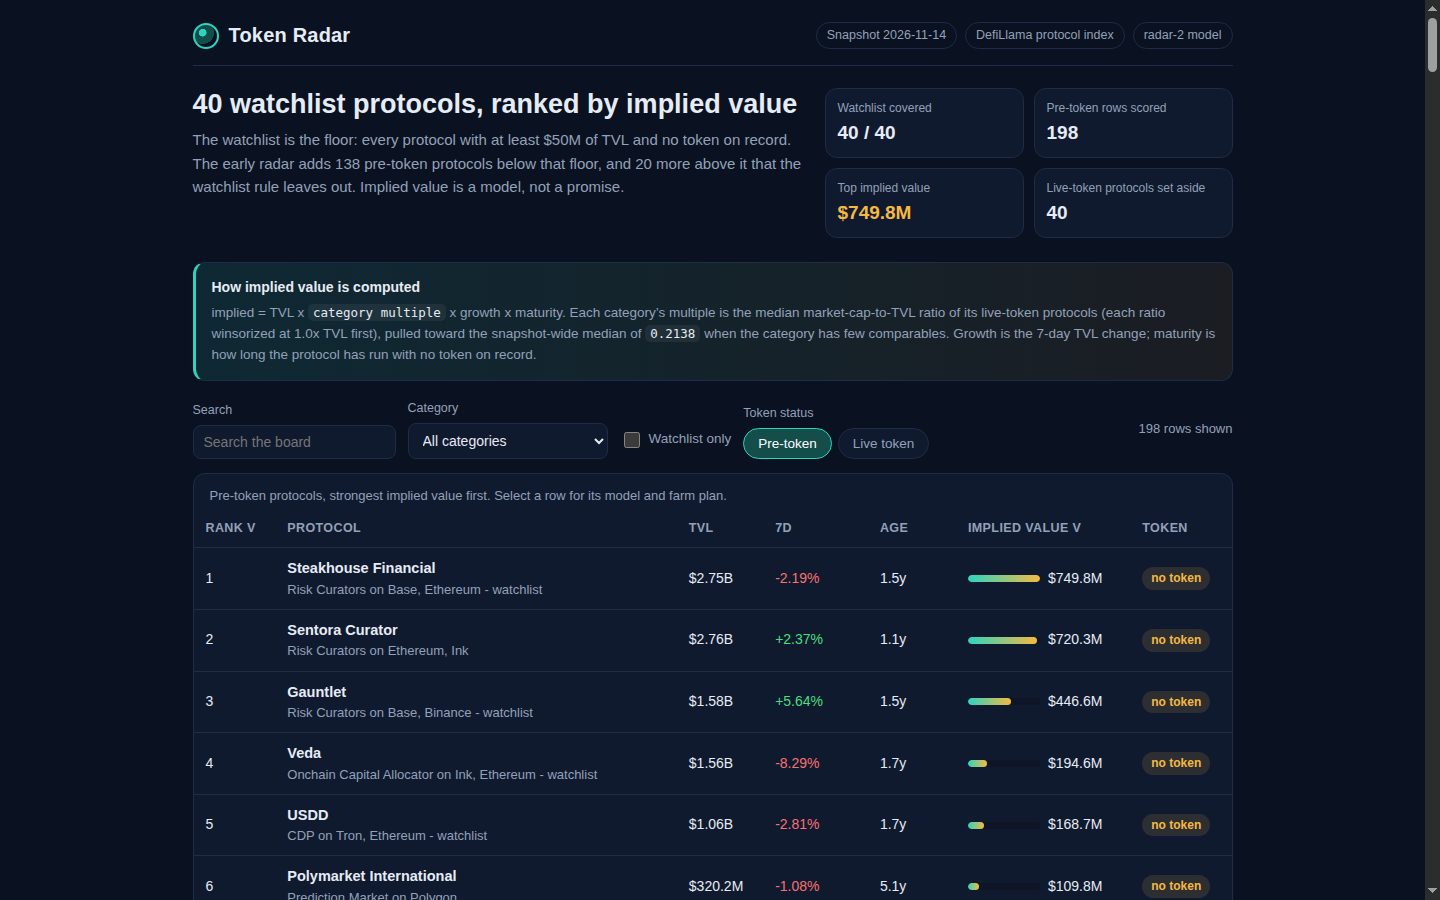 Token Radar
Snapshot 2026-11-14
DefiLlama protocol index
radar-2 model
40 watchlist protocols, ranked by implied value
The watchlist is the floor: every protocol with at least $50M of TVL and no token on record.
The early radar adds 138 pre-token protocols below that floor, and 20 more above it that the
watchlist rule leaves out. Implied value is a model, not a promise.
Watchlist covered
40 / 40
Pre-token rows scored
198
Top implied value
$749.8M
Live-token protocols set aside
40
How implied value is computed
implied = TVL x category multiple x growth x maturity. Each category's multiple is the median market-cap-to-TVL ratio of its live-token protocols (each ratio
winsorized at 1.0x TVL first), pulled toward the snapshot-wide median of 0.2138 when the category has few comparables. Growth is the 7-day TVL change; maturity is
how long the protocol has run with no token on record.
Search
Search the board
Category
All categories
Watchlist only
Token status
Pre-token
Live token
198 rows shown
Pre-token protocols, strongest implied value first. Select a row for its model and farm plan.
RANK V PROTOCOL TVL 7D AGE IMPLIED VALUE V TOKEN
1 Steakhouse Financial $2.75B -2.19% 1.5y $749.8M no token
Risk Curators on Base, Ethereum - watchlist
2 Sentora Curator $2.76B +2.37% 1.1y $720.3M no token
Risk Curators on Ethereum, Ink
3 Gauntlet $1.58B +5.64% 1.5y $446.6M no token
Risk Curators on Base, Binance - watchlist
4 Veda $1.56B -8.29% 1.7y $194.6M no token
Onchain Capital Allocator on Ink, Ethereum - watchlist
5 USDD $1.06B -2.81% 1.7y $168.7M no token
CDP on Tron, Ethereum - watchlist
6 Polymarket International $320.2M -1.08% 5.1y $109.8M no token
Prediction Market on Polygon